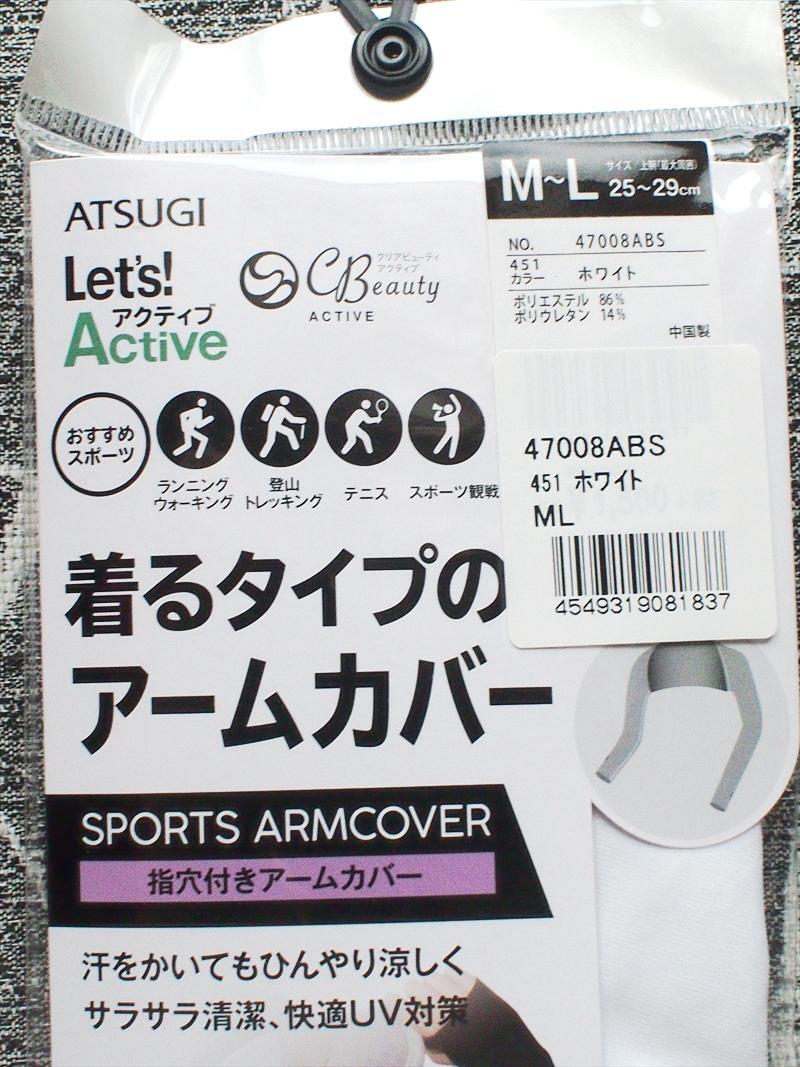 ATSUGI
Let's!
アクティブ
Active
CBeauty
クリアビューティ
アクティブ
ACTIVE
M~L サイズ/上腕(最大周囲)
25~29cm
NO. 47008ABS
451
カラー ホワイト
ポリエステル 86%
ポリウレタン 14%
中国製
47008ABS
451 ホワイト
ML
4549319081837
おすすめ
スポーツ
ランニング
ウォーキング
登山
トレッキング
テニス
スポーツ観戦
着るタイプの
アームカバー
SPORTS ARMCOVER
指穴付きアームカバー
汗をかいてもひんやり涼しく
サラサラ清潔、快適UV対策